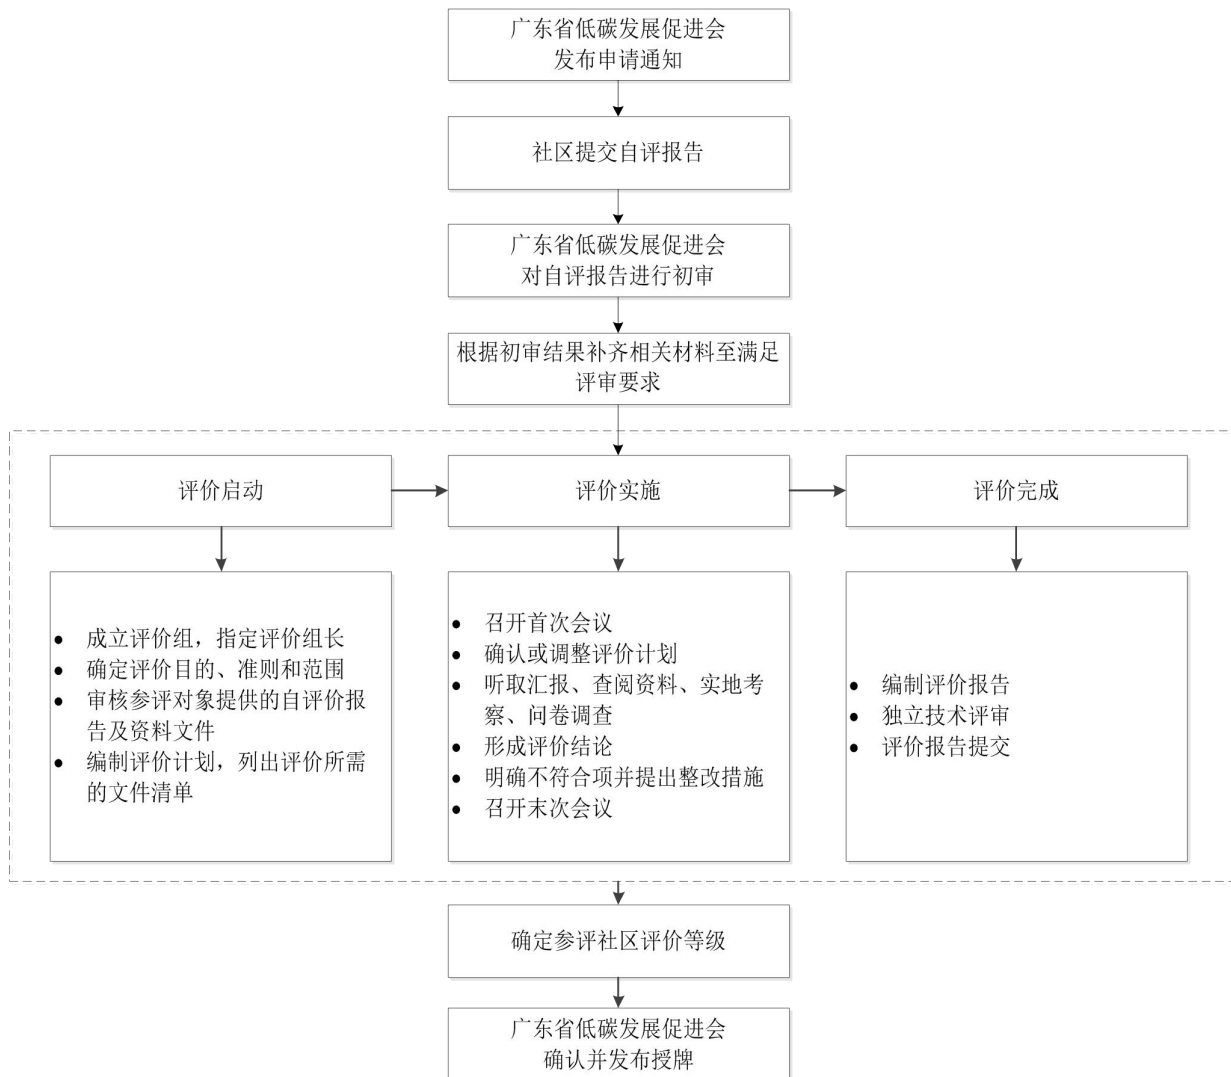 广东省低碳发展促进会
发布申请通知
社区提交自评报告
广东省低碳发展促进会
对自评报告进行初审
根据初审结果补齐相关材料至满足
评审要求
评价启动
评价实施
评价完成
● 成立评价组，指定评价组长
● 确定评价目的、准则和范围
● 审核参评对象提供的自评价报
告及资料文件
● 编制评价计划，列出评价所需
的文件清单
● 召开首次会议
● 确认或调整评价计划
● 听取汇报、查阅资料、实地考
察、问卷调查
● 形成评价结论
● 明确不符合项并提出整改措施
● 召开末次会议
● 编制评价报告
● 独立技术评审
● 评价报告提交
确定参评社区评价等级
广东省低碳发展促进会
确认并发布授牌